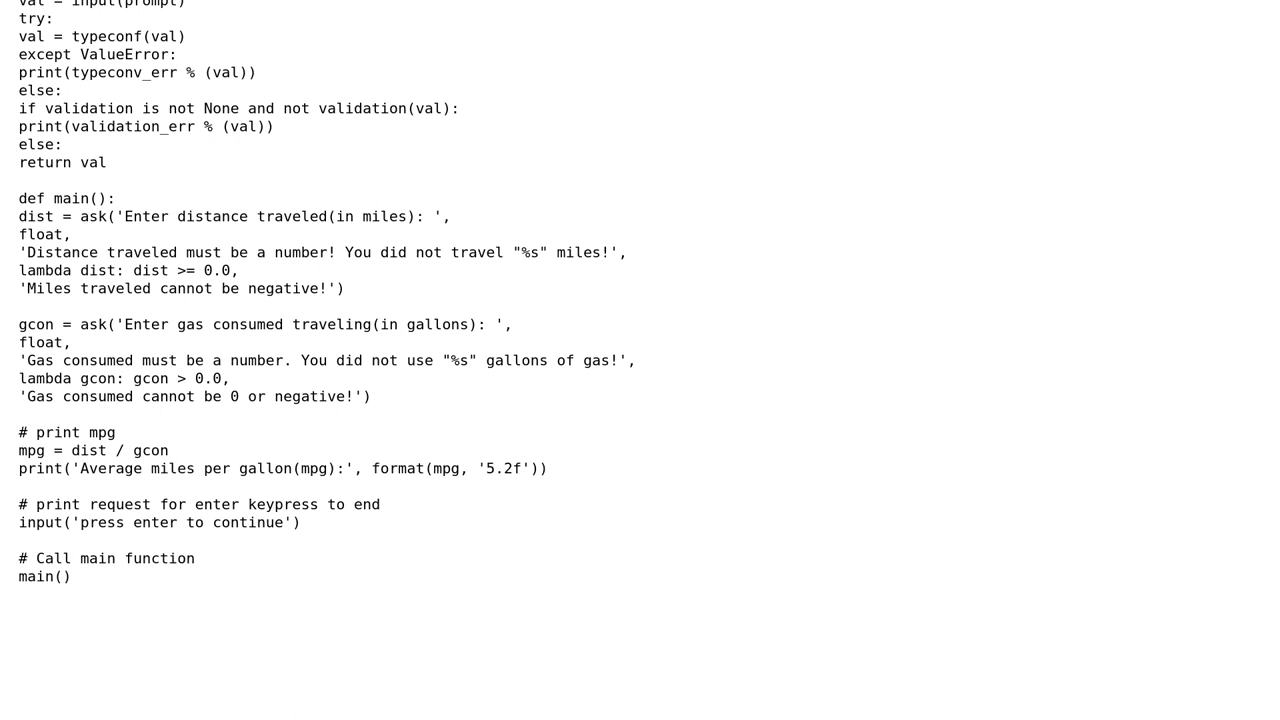 val = input(prompt)
try:
val = typeconf(val)
except ValueError:
print(typeconv_err % (val))
else:
if validation is not None and not validation(val):
print(validation_err % (val))
else:
return val

def main():
dist = ask('Enter distance traveled(in miles): ',
float,
'Distance traveled must be a number! You did not travel "%s" miles!',
lambda dist: dist >= 0.0,
'Miles traveled cannot be negative!')

gcon = ask('Enter gas consumed traveling(in gallons): ',
float,
'Gas consumed must be a number. You did not use "%s" gallons of gas!',
lambda gcon: gcon > 0.0,
'Gas consumed cannot be 0 or negative!')

# print mpg
mpg = dist / gcon
print('Average miles per gallon(mpg):', format(mpg, '5.2f'))

# print request for enter keypress to end
input('press enter to continue')

# Call main function
main()